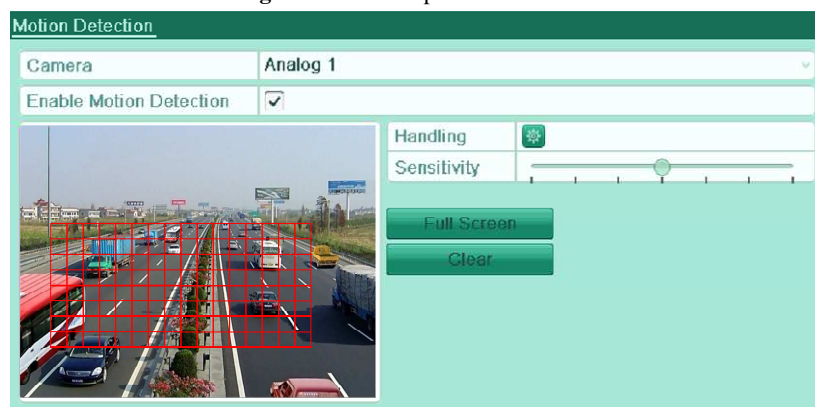 Motion Detection
Camera
Analog 1
Enable Motion Detection
Handling
Sensitivity
Full Screen
Clear